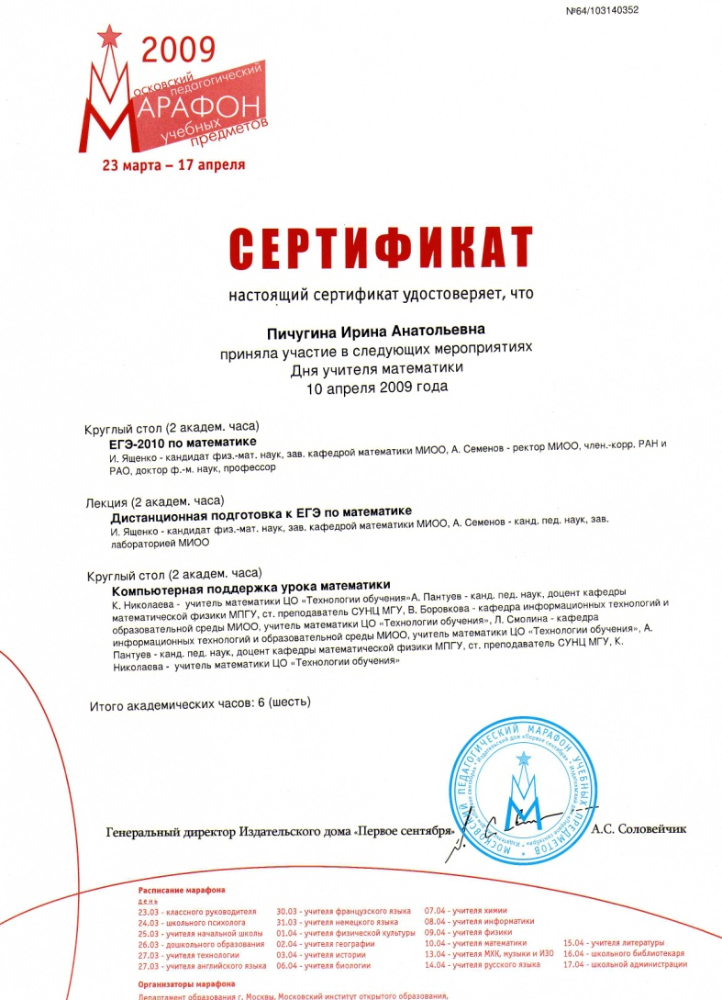 №64/103140352
2009
московский
педагогический
МАРАФОН
учебных
предметов
23 марта – 17 апреля
СЕРТИФИКАТ
настоящий сертификат удостоверяет, что
Пичугина Ирина Анатольевна
приняла участие в следующих мероприятиях
Дня учителя математики
10 апреля 2009 года
Круглый стол (2 академ. часа)
ЕГЭ-2010 по математике
И. Ященко - кандидат физ.-мат. наук, зав. кафедрой математики МИОО, А. Семенов - ректор МИОО, член.-корр. РАН и
РАО, доктор ф.-м. наук, профессор
Лекция (2 академ. часа)
Дистанционная подготовка к ЕГЭ по математике
И. Ященко - кандидат физ.-мат. наук, зав. кафедрой математики МИОО, А. Семенов - канд. пед. наук, зав.
лабораторией МИОО
Круглый стол (2 академ. часа)
Компьютерная поддержка урока математики
К. Николаева - учитель математики ЦО «Технологии обучения»А. Пантуев - канд. пед. наук, доцент кафедры
математической физики МПГУ, ст. преподаватель СУНЦ МГУ, В. Боровкова - кафедра информационных технологий и
образовательной среды МИОО, учитель математики ЦО «Технологии обучения», Л. Смолина - кафедра
информационных технологий и образовательной среды МИОО, учитель математики ЦО «Технологии обучения», А.
Пантуев - канд. пед. наук, доцент кафедры математической физики МПГУ, ст. преподаватель СУНЦ МГУ, К.
Николаева - учитель математики ЦО «Технологии обучения»
Итого академических часов: 6 (шесть)
МОСКОВСКИЙ ПЕДАГОГИЧЕСКИЙ МАРАФОН УЧЕБНЫХ ПРЕДМЕТОВ
Издательский дом «Первое сентября»
Генеральный директор Издательского дома «Первое сентября»
А.С. Соловейчик
Расписание марафона
день
23.03 - классного руководителя
24.03 - школьного психолога
25.03 - учителя начальной школы
26.03 - дошкольного образования
27.03 - учителя технологии
27.03 - учителя английского языка
30.03 - учителя французского языка
31.03 - учителя немецкого языка
01.04 - учителя физической культуры
02.04 - учителя географии
03.04 - учителя истории
06.04 - учителя биологии
07.04 - учителя химии
08.04 - учителя информатики
09.04 - учителя физики
10.04 - учителя математики
13.04 - учителя МХК, музыки и ИЗО
14.04 - учителя русского языка
15.04 - учителя литературы
16.04 - школьного библиотекаря
17.04 - школьной администрации
Организаторы марафона
Департамент образования г. Москвы, Московский институт открытого образования,